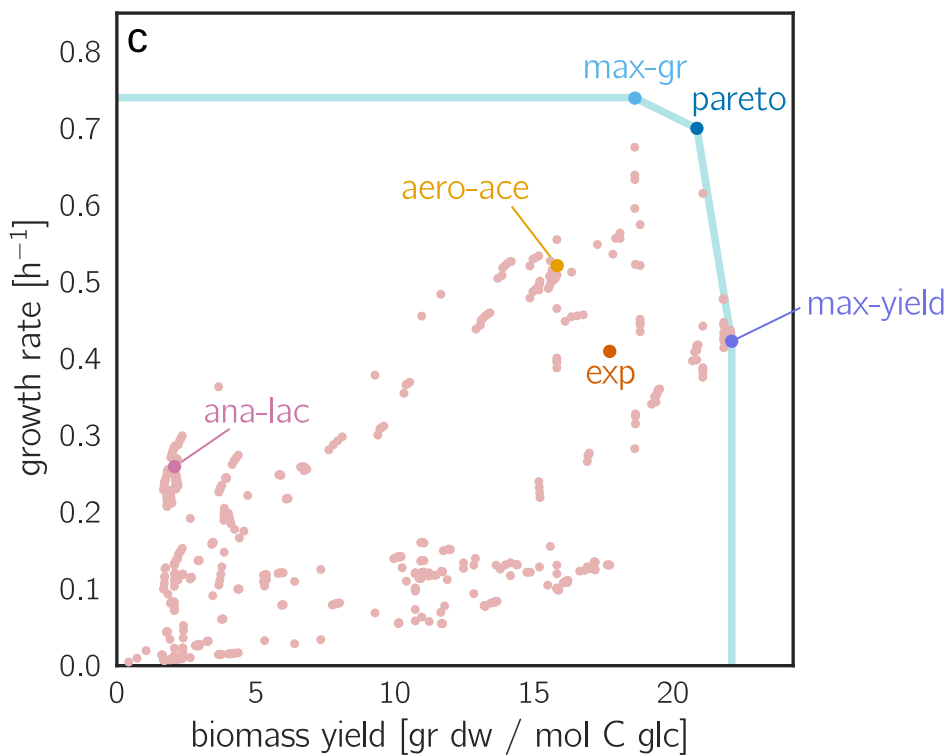 c
0.8
max-gr
pareto
0.7
aero-ace
0.6
0.5
max-yield
0.4
exp
ana-lac
0.3
0.2
0.1
0.0
growth rate [h⁻¹]
0 5 10 15 20
biomass yield [gr dw / mol C glc]